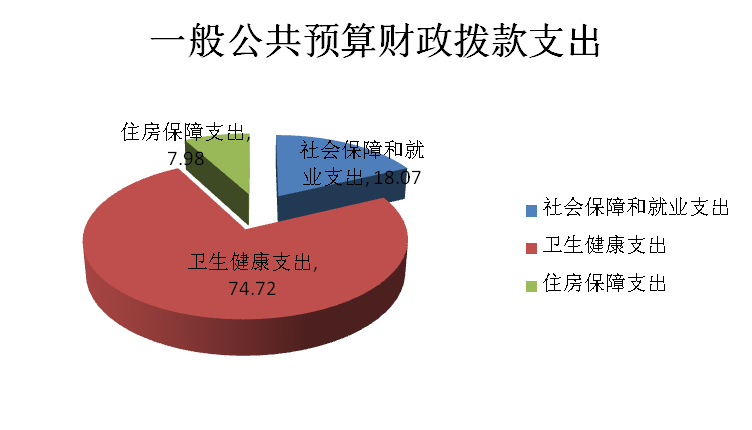 一般公共预算财政拨款支出
住房保障支出,
7.98
社会保障和就
业支出, 18.07
卫生健康支出,
74.72
社会保障和就业支出
卫生健康支出
住房保障支出